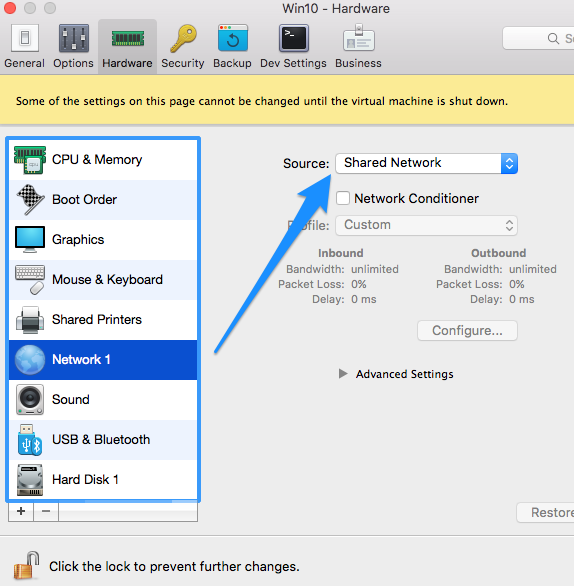 Win10 - Hardware
General Options Hardware Security Backup Dev Settings Business
Some of the settings on this page cannot be changed until the virtual machine is shut down.
CPU & Memory
Boot Order
Graphics
Mouse & Keyboard
Shared Printers
Network 1
Sound
USB & Bluetooth
Hard Disk 1
+ −
Source: Shared Network
Network Conditioner
Custom
Inbound Outbound
Bandwidth: unlimited Bandwidth: unlimited
Packet Loss: 0% Packet Loss: 0%
Delay: 0 ms Delay: 0 ms
Configure...
Advanced Settings
Restore
Click the lock to prevent further changes.